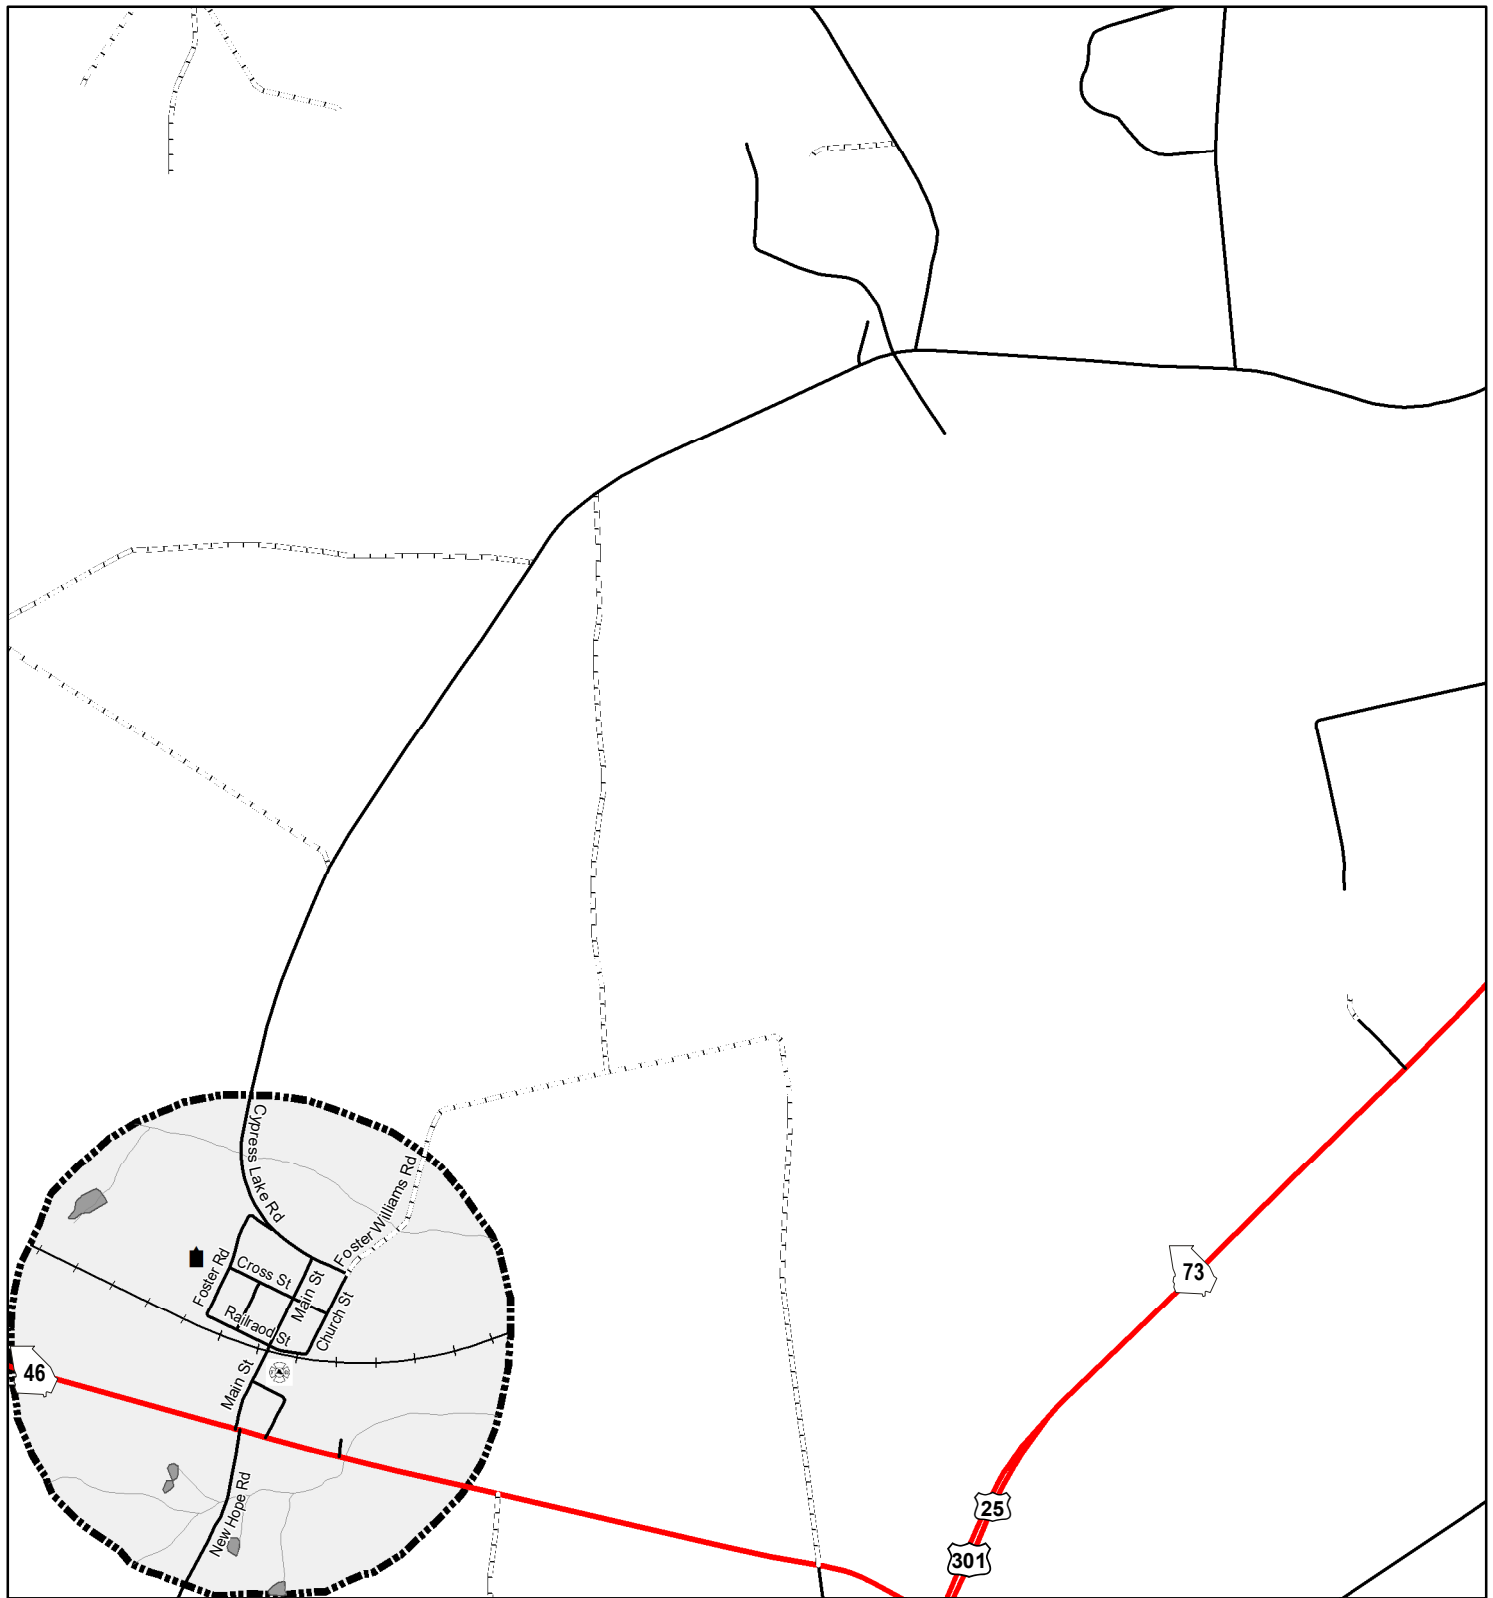 Cypress Lake Rd
Foster Williams Rd
Foster Rd
Cross St
Main St
Church St
Railraod St
Main St
46
73
New Hope Rd
25
301